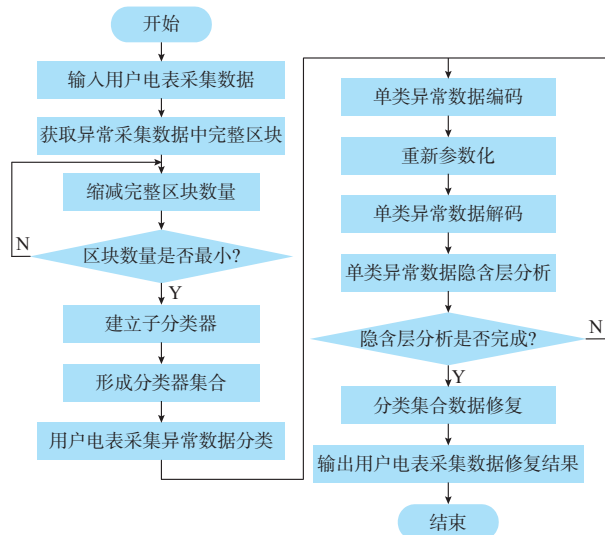 开始
输入用户电表采集数据
获取异常采集数据中完整区块
缩减完整区块数量
N
区块数量是否最小?
Y
建立子分类器
形成分类器集合
用户电表采集异常数据分类
单类异常数据编码
重新参数化
单类异常数据解码
单类异常数据隐含层分析
N
隐含层分析是否完成?
Y
分类集合数据修复
输出用户电表采集数据修复结果
结束